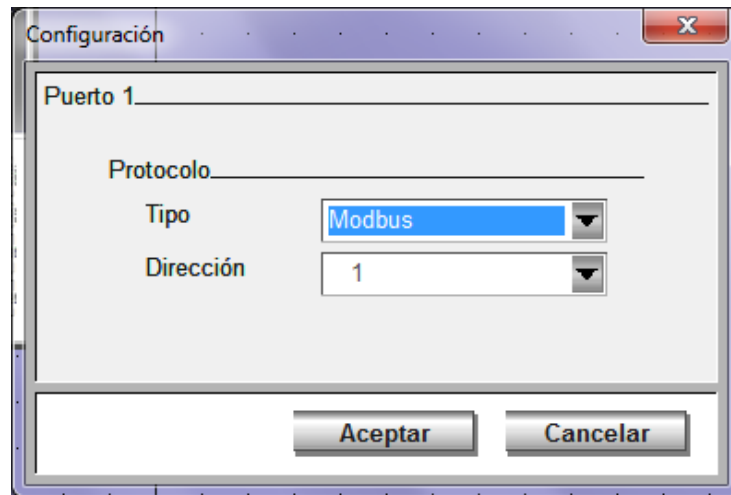 Configuración
Puerto 1
Protocolo
Tipo Modbus
Dirección 1
Aceptar Cancelar